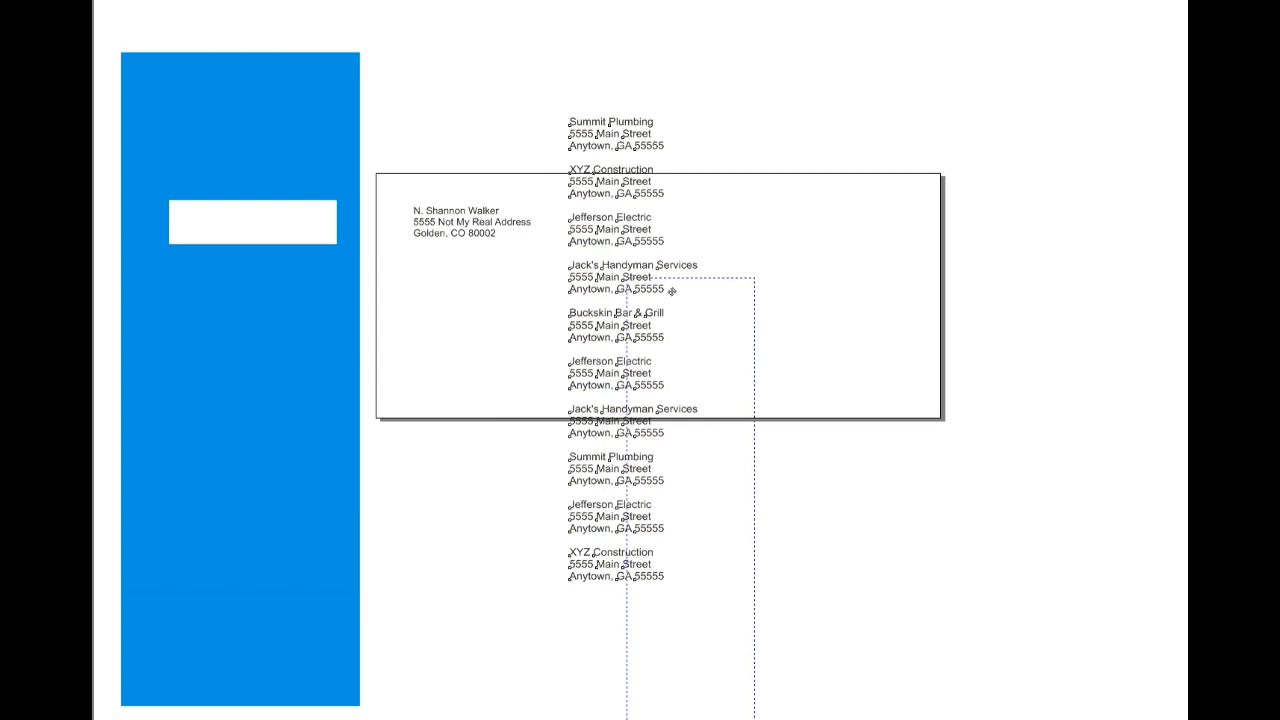 Summit Plumbing
5555 Main Street
Anytown, GA 55555
XYZ Construction
5555 Main Street
Anytown, GA 55555
N. Shannon Walker
5555 Not My Real Address
Golden, CO 80002
Jefferson Electric
5555 Main Street
Anytown, GA 55555
Jack's Handyman Services
5555 Main Street
Anytown, GA 55555
Buckskin Bar & Grill
5555 Main Street
Anytown, GA 55555
Jefferson Electric
5555 Main Street
Anytown, GA 55555
Jack's Handyman Services
5555 Main Street
Anytown, GA 55555
Summit Plumbing
5555 Main Street
Anytown, GA 55555
Jefferson Electric
5555 Main Street
Anytown, GA 55555
XYZ Construction
5555 Main Street
Anytown, GA 55555